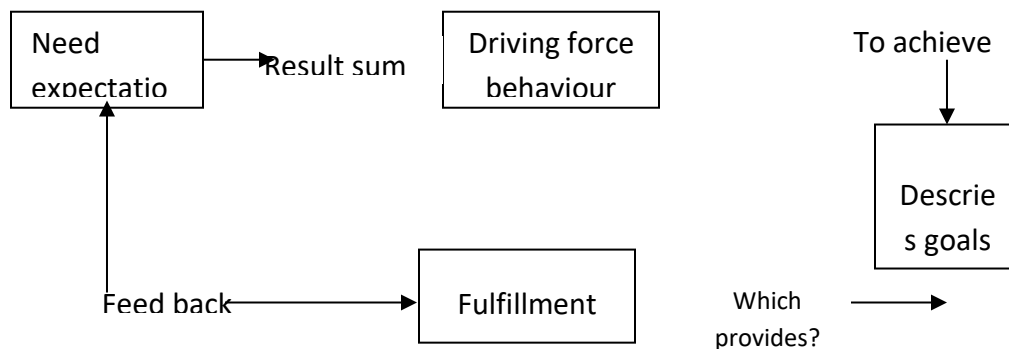 Need
expectatio
Result sum
Driving force
behaviour
To achieve
Descrie
s goals
Feed back
Fulfillment
Which
provides?